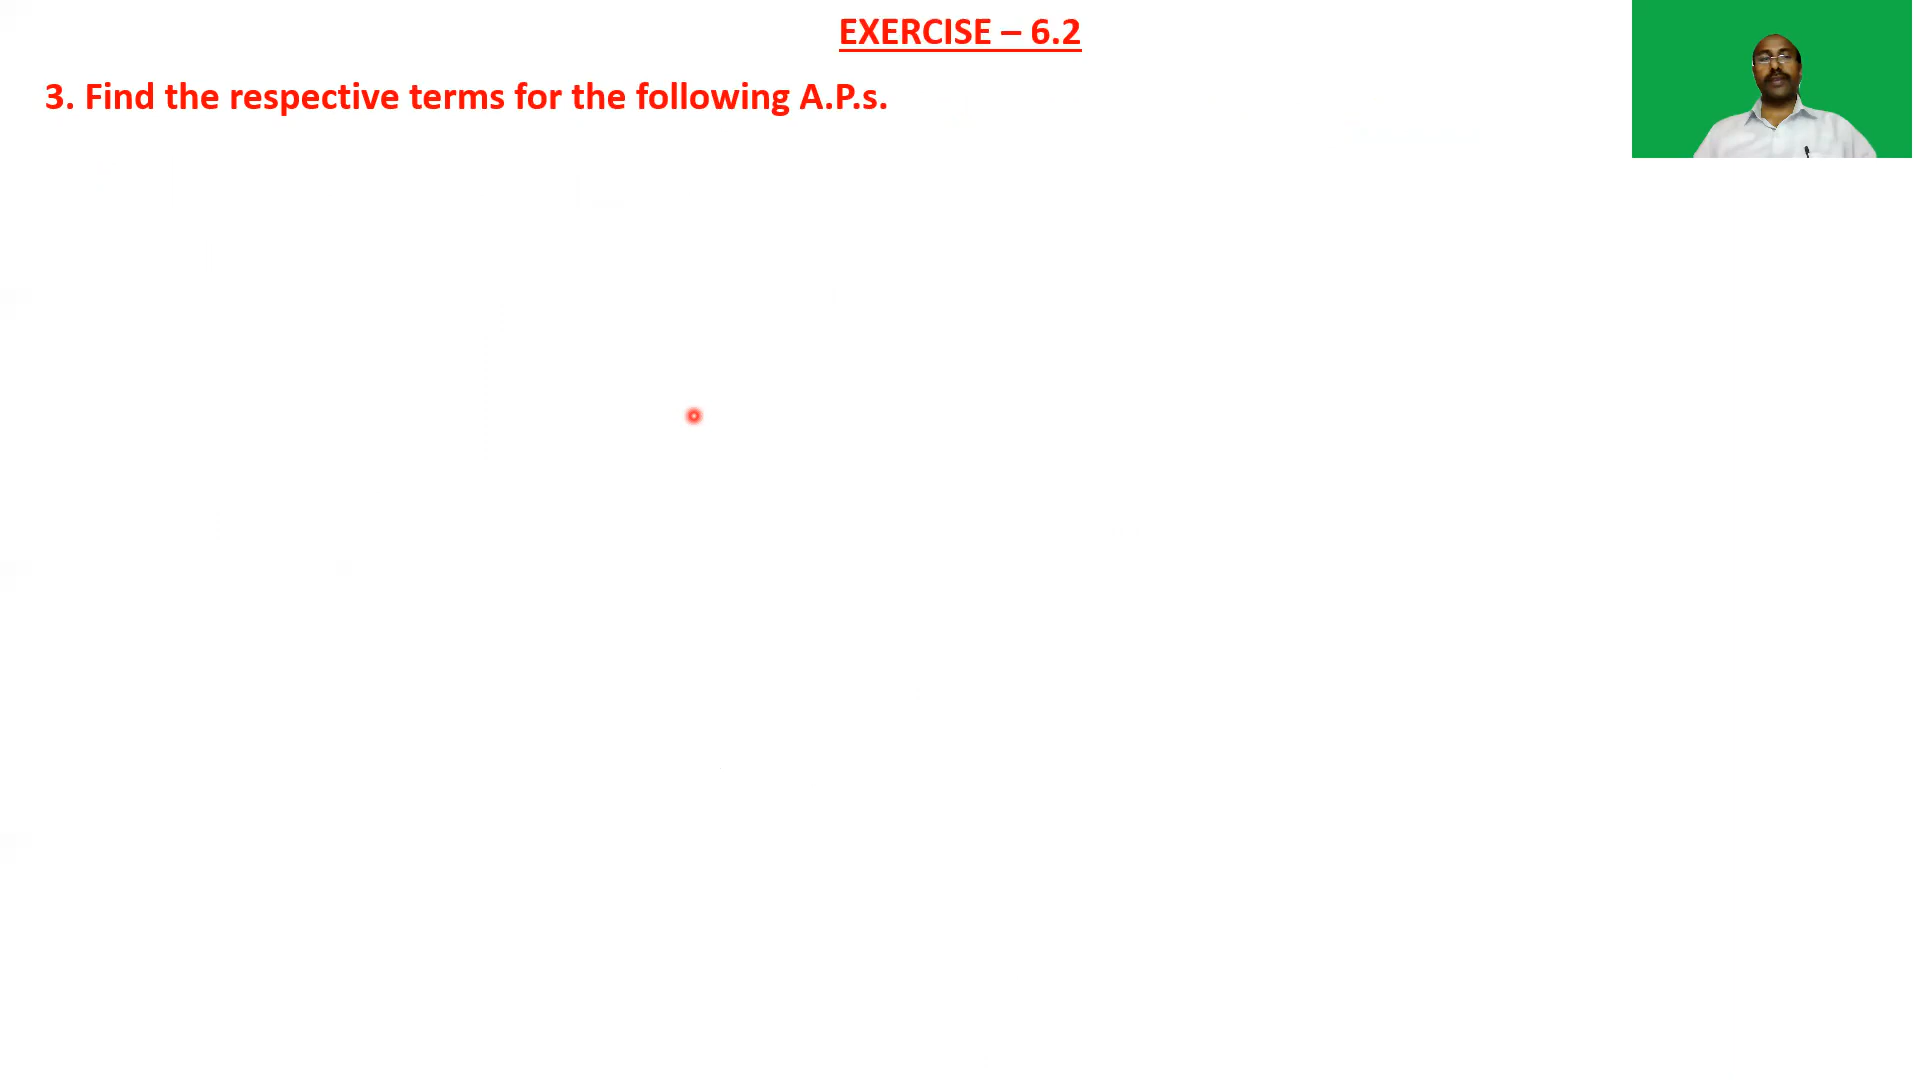 EXERCISE – 6.2
3. Find the respective terms for the following A.P.s.